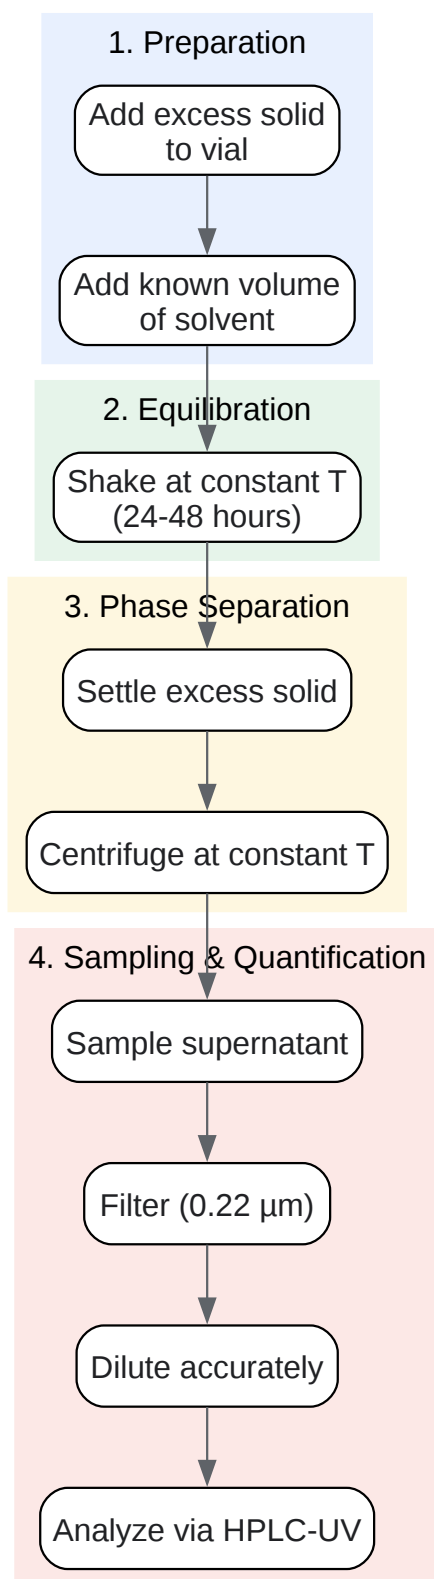 1. Preparation
Add excess solid
to vial
Add known volume
of solvent
2. Equilibration
Shake at constant T
(24-48 hours)
3. Phase Separation
Settle excess solid
Centrifuge at constant T
4. Sampling & Quantification
Sample supernatant
Filter (0.22 µm)
Dilute accurately
Analyze via HPLC-UV